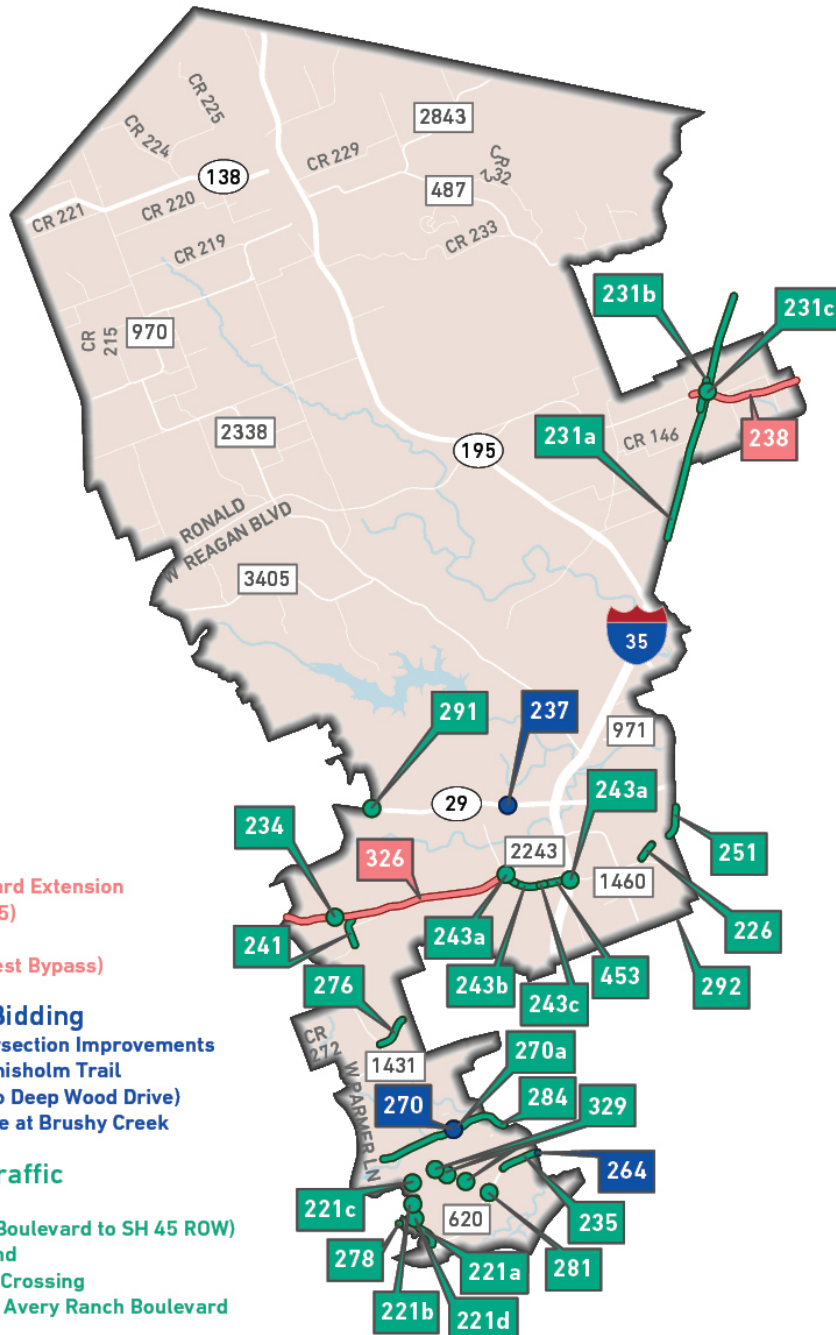 CR 225
CR 224
2843
CR 229
CR 232
138
487
CR 221
CR 220
CR 233
CR 219
231b
231c
CR 215
970
2338
231a
CR 146
238
195
RONALD
W REAGAN BLVD
3405
35
291
237
971
29
243a
234
326
2243
251
1460
ard Extension
5)
241
243a
226
est Bypass)
243b
453
292
276
243c
Bidding
CR 272
270a
rsection Improvements
1431
hisholm Trail
W PARMER LN
270
284
329
o Deep Wood Drive)
e at Brushy Creek
264
raffic
221c
620
235
Boulevard to SH 45 ROW)
278
221a
281
nd
Crossing
221b
221d
Avery Ranch Boulevard